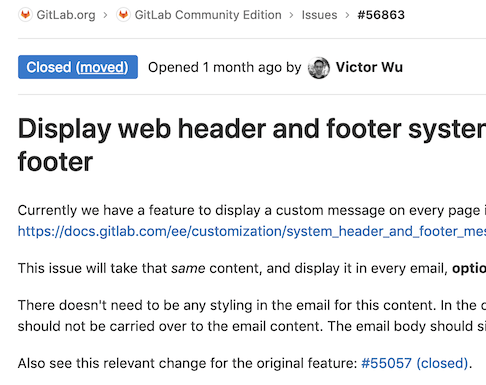 GitLab.org > GitLab Community Edition > Issues > #56863
Closed (moved) Opened 1 month ago by Victor Wu
Display web header and footer system
footer
Currently we have a feature to display a custom message on every page
https://docs.gitlab.com/ee/customization/system_header_and_footer_mes
This issue will take that same content, and display it in every email, optio
There doesn't need to be any styling in the email for this content. In the
should not be carried over to the email content. The email body should
Also see this relevant change for the original feature: #55057 (closed).